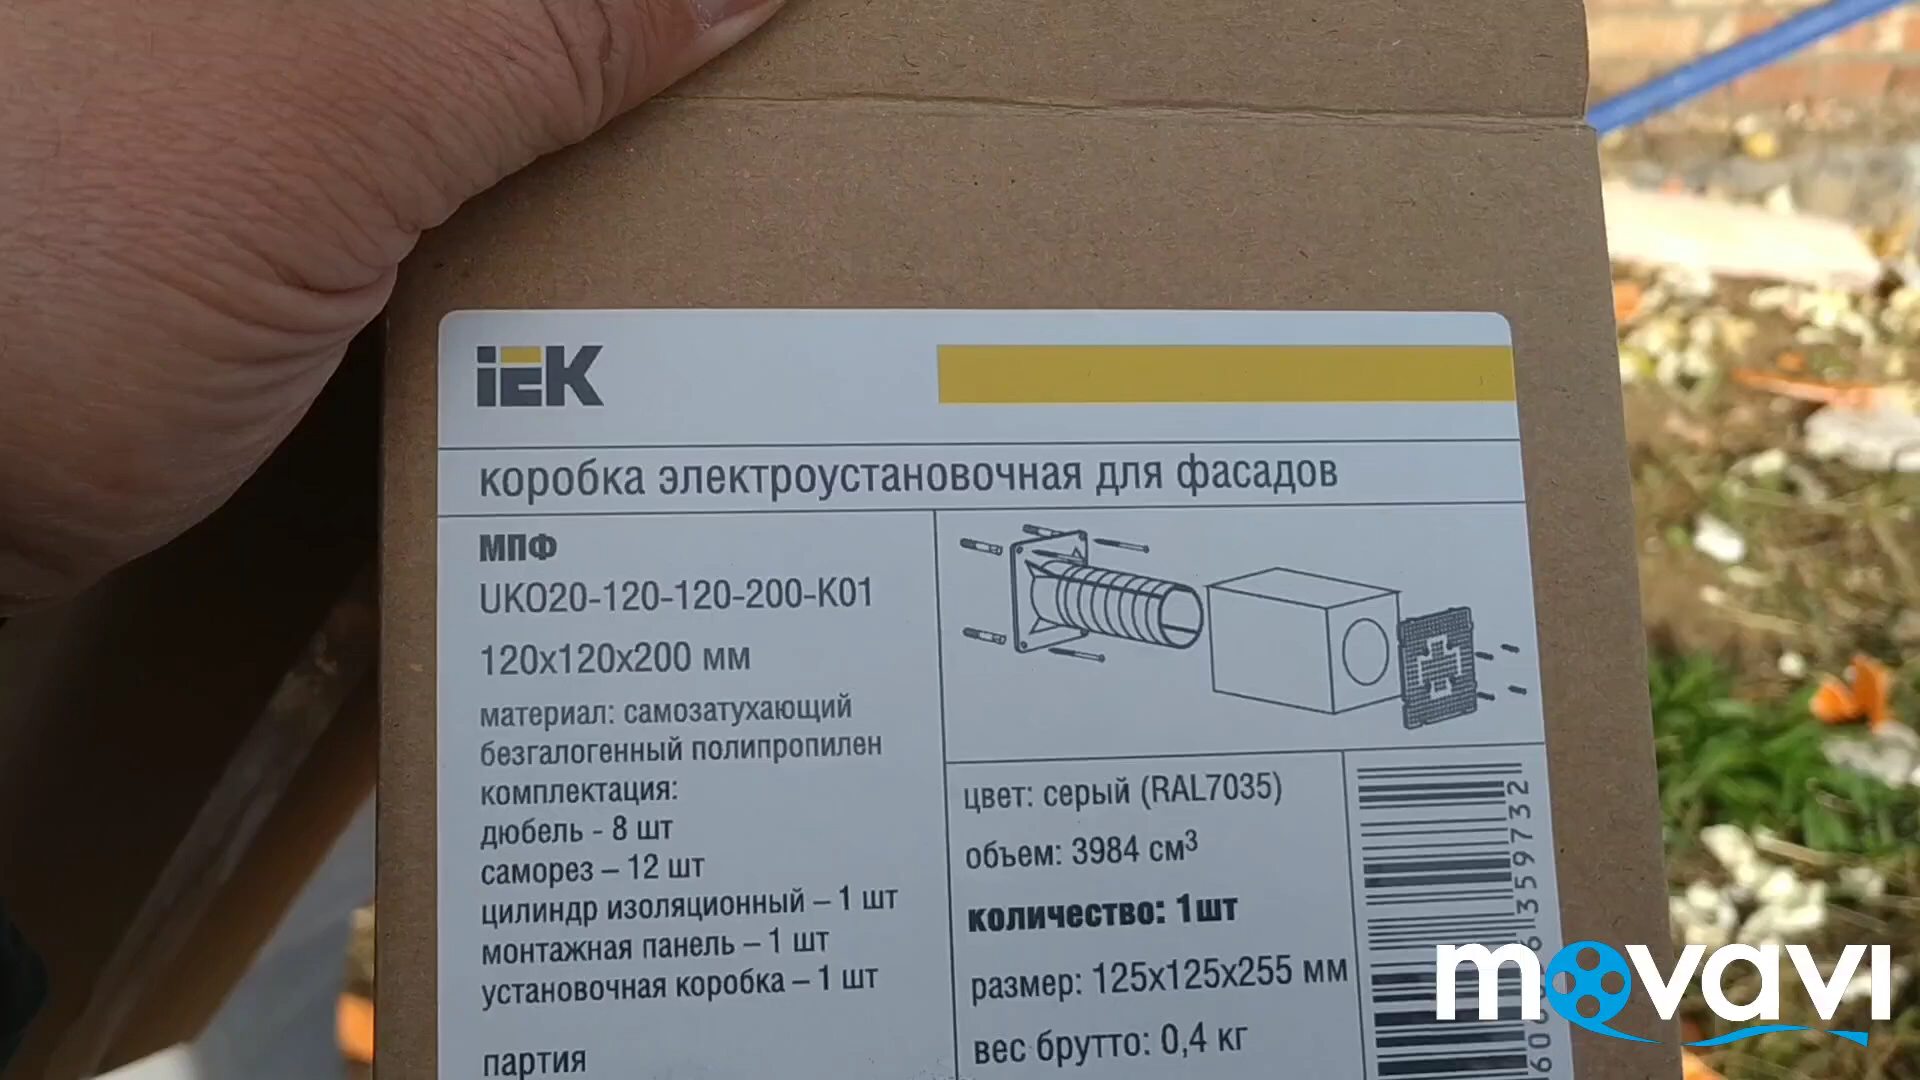 iEK
коробка электроустановочная для фасадов
МПФ
UKO20-120-120-200-K01
120x120x200 мм
материал: самозатухающий
безгалогенный полипропилен
комплектация:
дюбель - 8 шт
саморез – 12 шт
цилиндр изоляционный – 1 шт
монтажная панель – 1 шт
установочная коробка – 1 шт
партия
цвет: серый (RAL7035)
объем: 3984 см³
количество: 1шт
размер: 125x125x255 мм
вес брутто: 0,4 кг
movavi